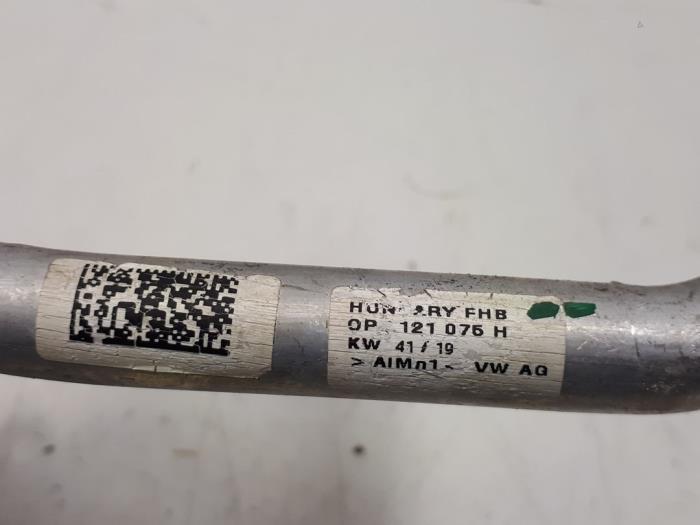 HUN ARY FHB
OP 121 075 H
KW 41 / 19
> AlMn1 - VW AG